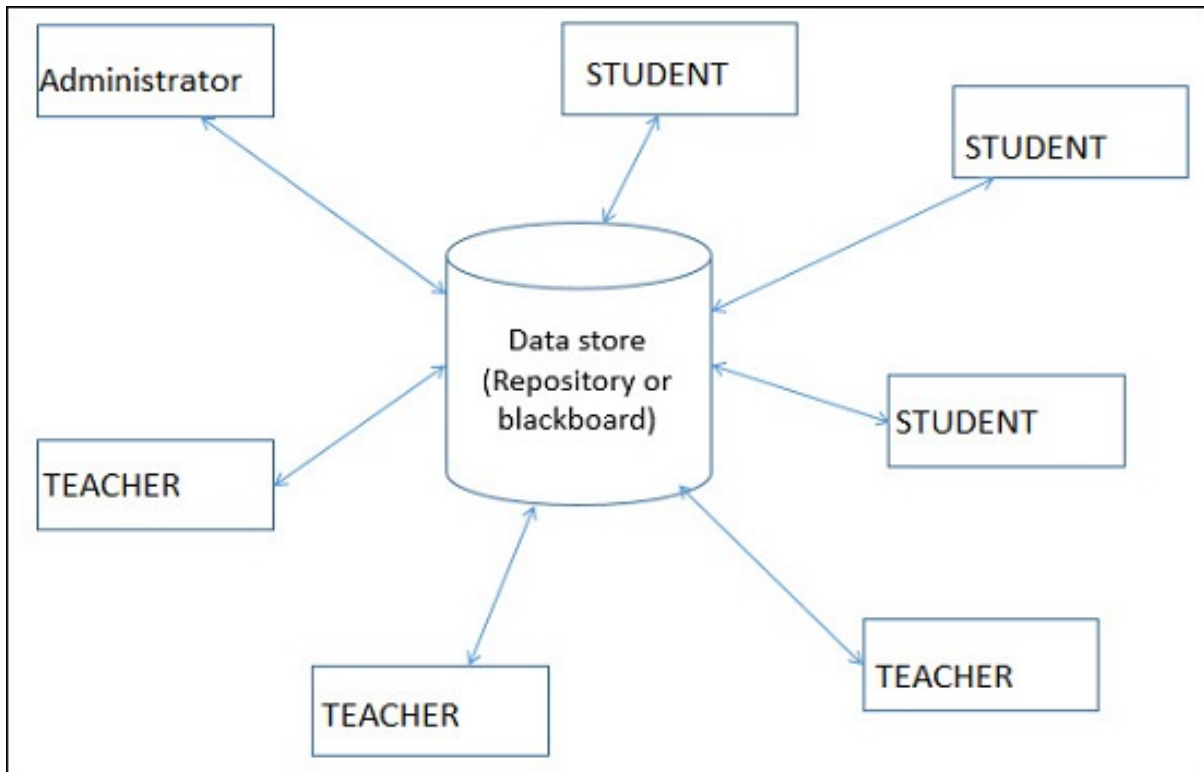 Administrator
STUDENT
STUDENT
Data store
(Repository or
blackboard)
STUDENT
TEACHER
TEACHER
TEACHER